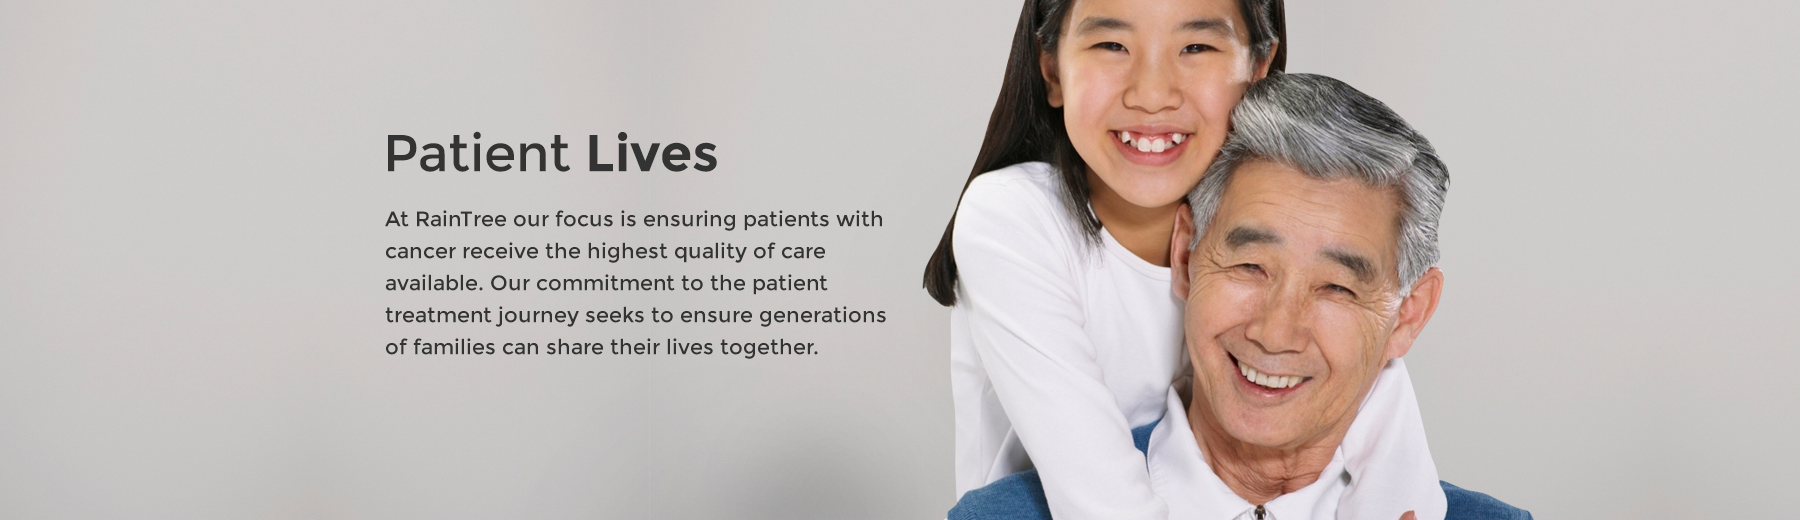 Patient Lives
At RainTree our focus is ensuring patients with
cancer receive the highest quality of care
available. Our commitment to the patient
treatment journey seeks to ensure generations
of families can share their lives together.